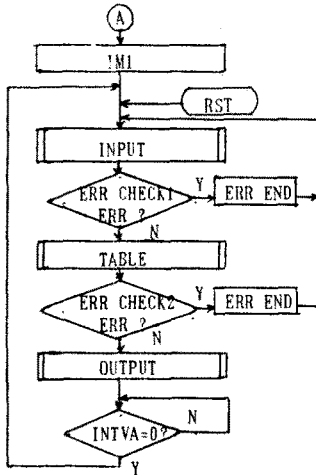 A
IM1
RST
INPUT
ERR CHECK1
ERR ?
Y
ERR END
N
TABLE
ERR CHECK2
ERR ?
Y
ERR END
N
OUTPUT
INTVA=0?
N
Y